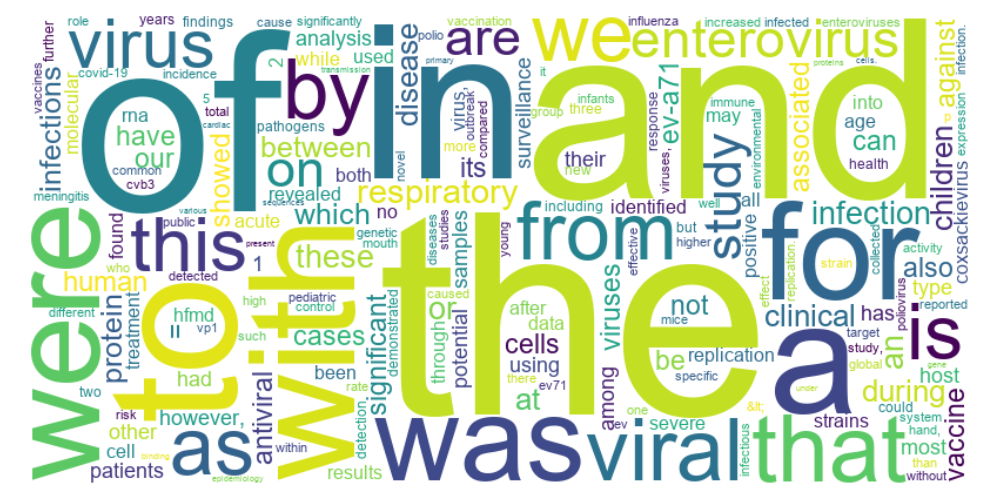 the
of
and
in
to
for
a
with
were
was
we
by
is
that
this
from
as
on
are
virus
enterovirus
viral
study
or
at
respiratory
infections
infection
disease
against
children
associated
clinical
vaccine
during
human
protein
antiviral
significant
cases
these
which
between
analysis
can
have
our
showed
its
not
be
an
has
also
type
host
had
hfmd
cells
using
viruses
among
ev-a71
may
potential
samples
patients
however,
other
been
results
identified
replication
strains
severe
most
coxsackievirus
surveillance
molecular
acute
treatment
found
cell
their
into
age
health
positive
all
response
immune
environmental
including
no
after
data
through
demonstrated
detection,
control
pediatric
genetic
mouth
diseases
studies
young
effective
but
well
higher
three
new
group
infants
it
influenza
increased
infected
enteroviruses
proteins
cells.
infection.
expression
while
used
polio
vaccination
significantly
cause
findings
years
role
further
vaccines
covid-19
incidence
transmission
primary
2
5
total
rna
common
cvb3
cardiac
pathogens
both
revealed
novel
virus,
outbreak
more
compared
viruses,
meningitis
public
various
sequences
present
who
detected
1
different
high
such
vp1
ii
two
risk
within
rate
binding
epidemiology
caused
there
ev71
mice
specific
one
ev
&lt;
under
infectious
could
system,
hand,
than
without
global
gene
study,
target
reported
poliovirus
activity
collected
strain
replication.
effect